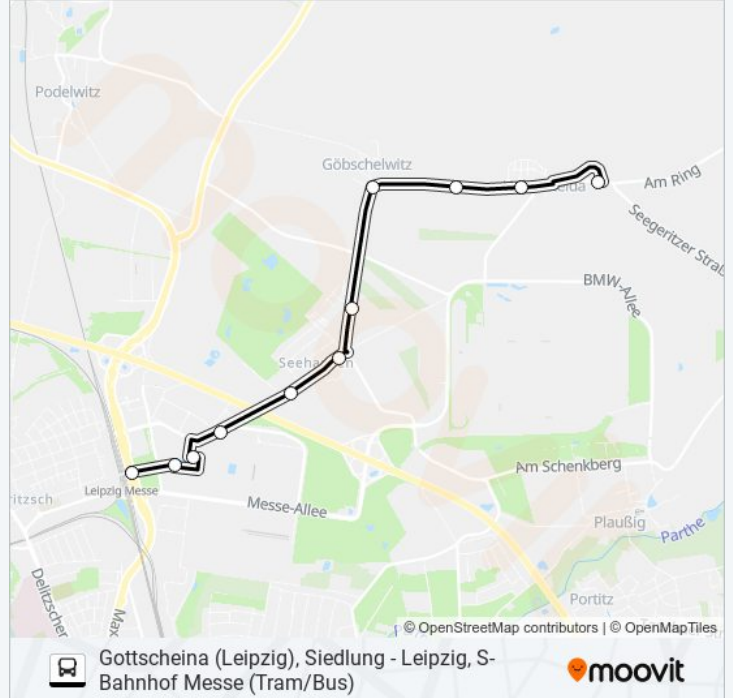 Podelwitz
Göbschelwitz
Am Ring
Seegeritzer Straß
BMW-Allee
Leipzig Messe
Am Schenkberg
Messe-Allee
Plaußig
Parthe
Delitzscher
Portitz
© OpenStreetMap contributors | © OpenMapTiles
Gottscheina (Leipzig), Siedlung - Leipzig, S-
Bahnhof Messe (Tram/Bus)
moovit